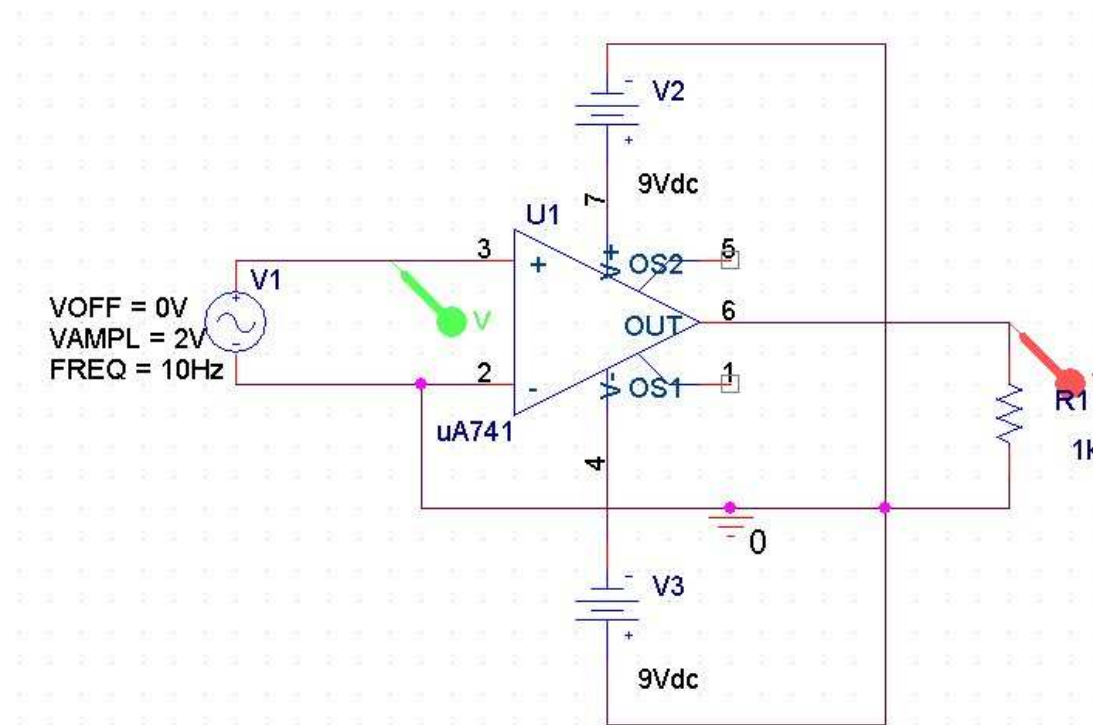 -
V2
+
9Vdc
7
U1
3
+
V+
OS2
5
V1
+
-
V
VOFF = 0V
VAMPL = 2V
FREQ = 10Hz
OUT
6
2
-
V-
OS1
1
uA741
R1
1k
4
0
-
V3
+
9Vdc